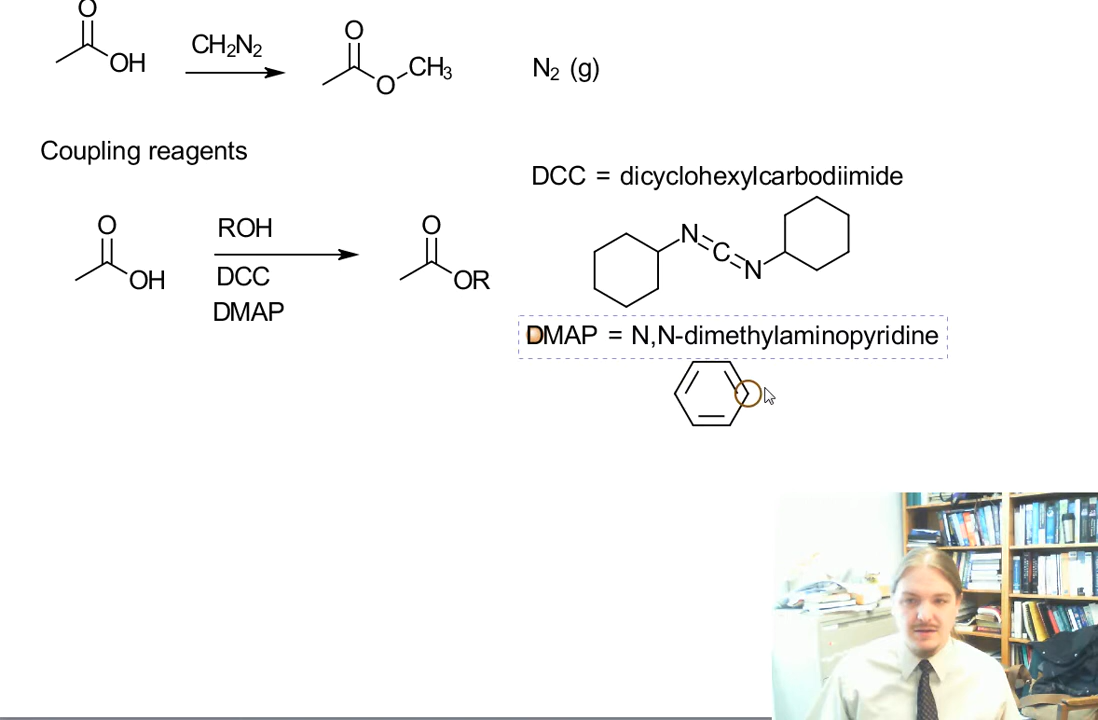 O
OH
CH₂N₂
O
O
CH₃
N₂ (g)
Coupling reagents
DCC = dicyclohexylcarbodiimide
O
OH
ROH
DCC
DMAP
O
OR
N
C
N
DMAP = N,N-dimethylaminopyridine